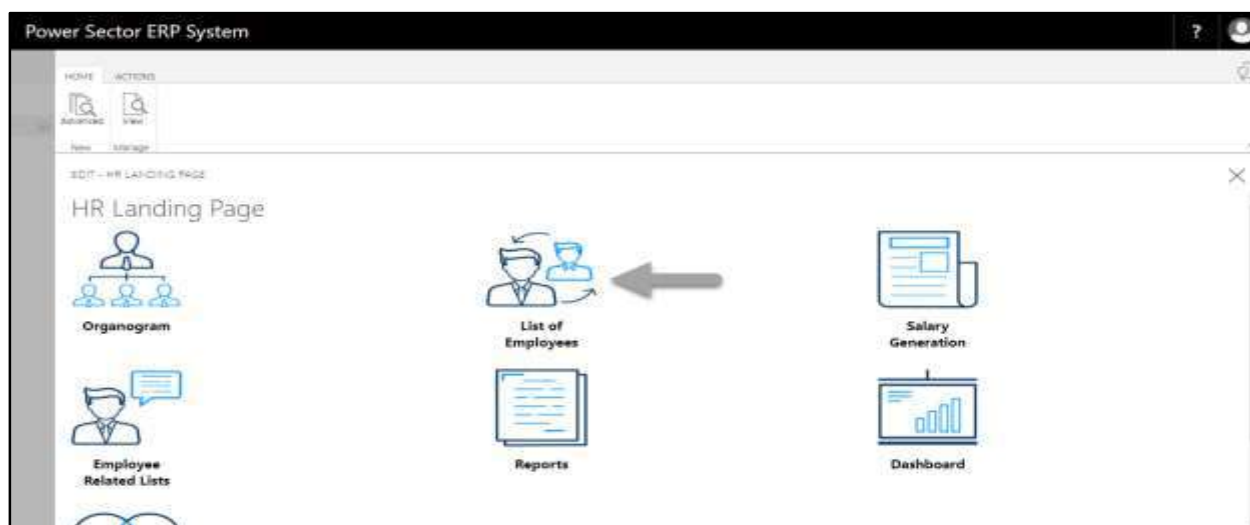 Power Sector ERP System
?
HOME ACTIONS
Advanced View
New Manage
EDIT - HR LANDING PAGE
HR Landing Page
Organogram
List of
Employees
Salary
Generation
Employee
Related Lists
Reports
Dashboard